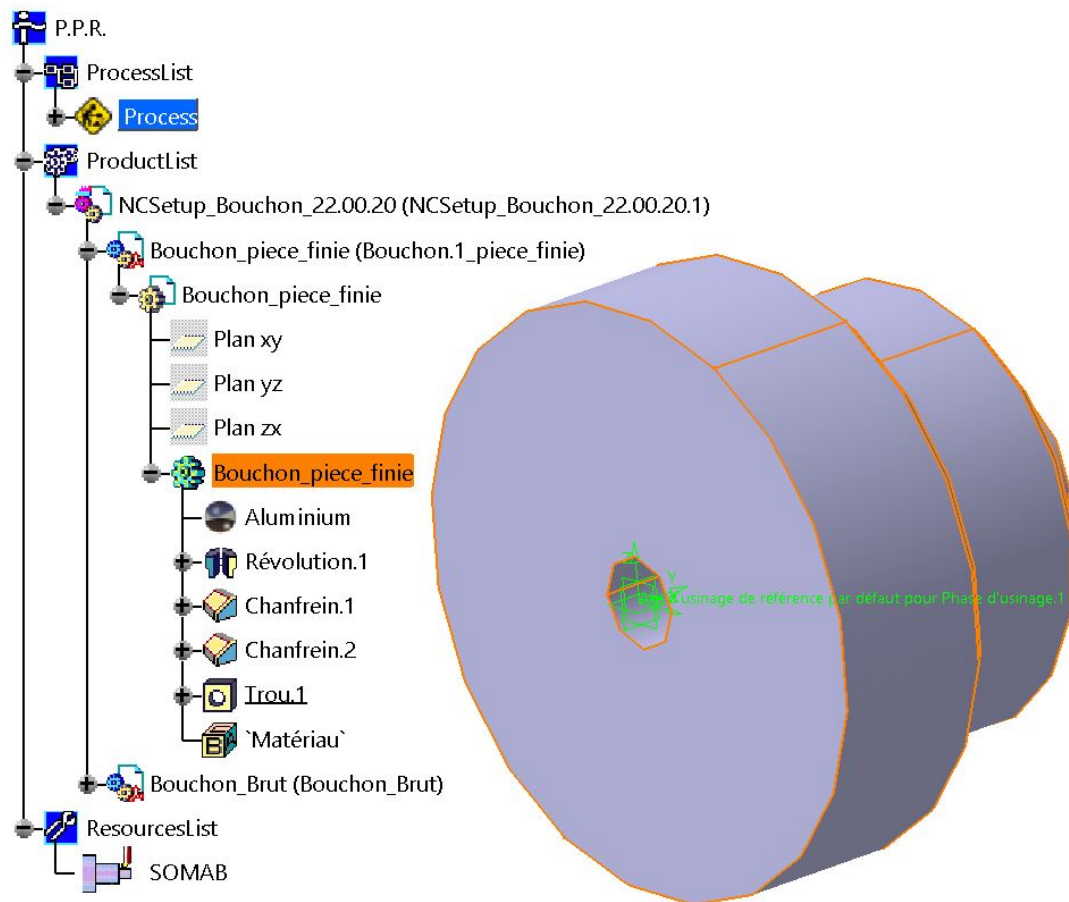 P.P.R.
ProcessList
Process
ProductList
NCSetup_Bouchon_22.00.20 (NCSetup_Bouchon_22.00.20.1)
Bouchon_piece_finie (Bouchon.1_piece_finie)
Bouchon_piece_finie
Plan xy
Plan yz
Plan zx
Bouchon_piece_finie
Aluminium
Révolution.1
Chanfrein.1
Chanfrein.2
Y
usinage de référence par défaut pour Phase d'usinage.1
Trou.1
`Matériau`
Bouchon_Brut (Bouchon_Brut)
ResourcesList
SOMAB